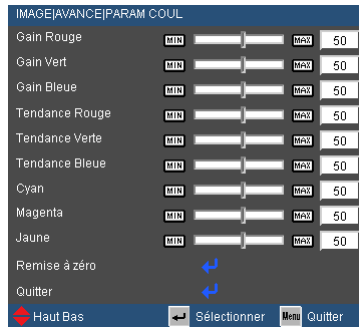 IMAGE|AVANCE|PARAM COUL
Gain Rouge MIN MAX 50
Gain Vert MIN MAX 50
Gain Bleue MIN MAX 50
Tendance Rouge MIN MAX 50
Tendance Verte MIN MAX 50
Tendance Bleue MIN MAX 50
Cyan MIN MAX 50
Magenta MIN MAX 50
Jaune MIN MAX 50
Remise à zéro
Quitter
Haut Bas Sélectionner Menu Quitter